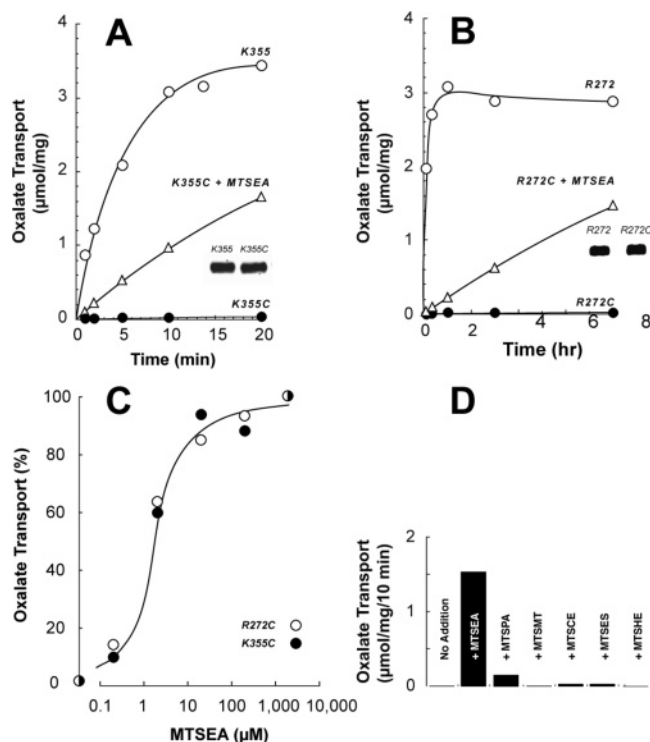 A
K355
Oxalate Transport
(µmol/mg)
4
3
2
1
0
K355C + MTSEA
K355 K355C
K355C
0 5 10 15 20
Time (min)
B
R272
Oxalate Transport
(µmol/mg)
4
3
2
1
0
R272C + MTSEA
R272 R272C
R272C
0 2 4 6 8
Time (hr)
C
Oxalate Transport (%)
100
80
60
40
20
0
R272C
K355C
0.1 1 10 100 1,000 10,000
MTSEA (µM)
D
Oxalate Transport
(µmol/mg/10 min)
2
1
0
No Addition
+ MTSEA
+ MTSPA
+ MTSMT
+ MTSCE
+ MTSES
+ MTSHE